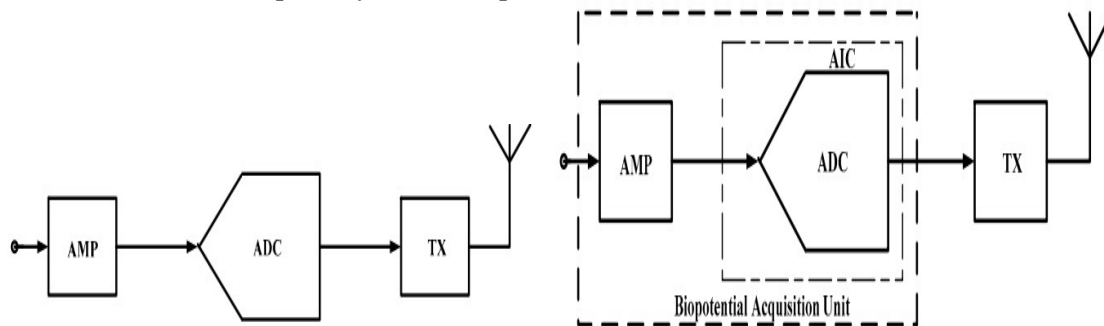 AMP
ADC
TX
AIC
AMP
ADC
TX
Biopotential Acquisition Unit